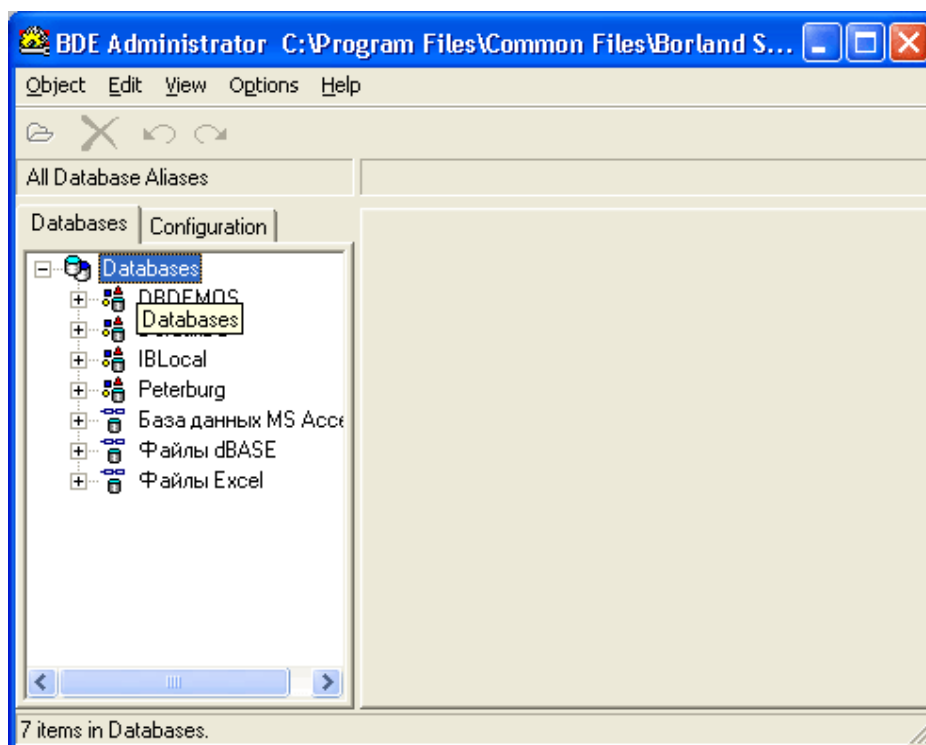 BDE Administrator C:\Program Files\Common Files\Borland S...
Object Edit View Options Help
All Database Aliases
Databases Configuration
Databases
DBDEMOS
Databases
IBLocal
Peterburg
База данных MS Acce
Файлы dBASE
Файлы Excel
7 items in Databases.